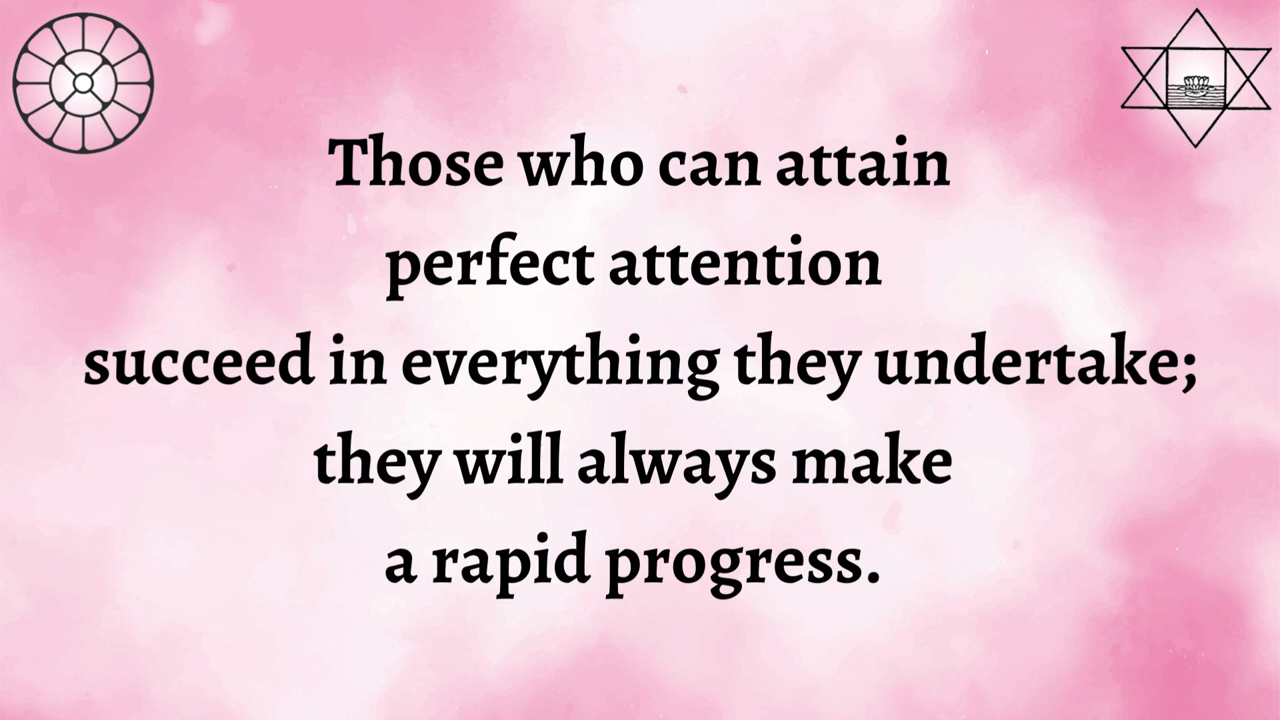 Those who can attain
perfect attention
succeed in everything they undertake;
they will always make
a rapid progress.